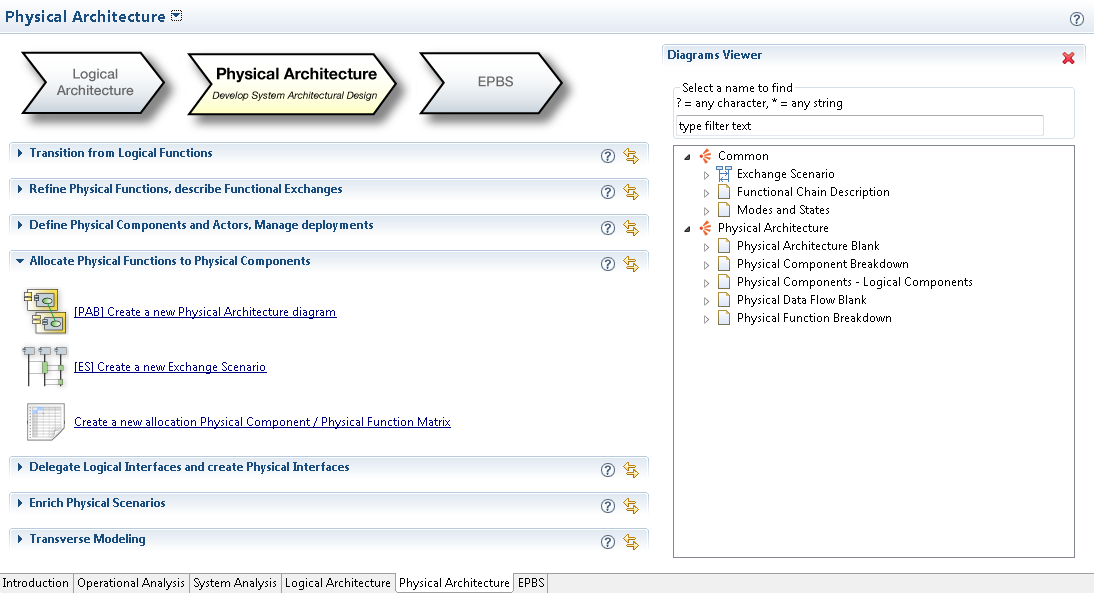 Physical Architecture
Logical
Architecture
Physical Architecture
Develop System Architectural Design
EPBS
Transition from Logical Functions
Refine Physical Functions, describe Functional Exchanges
Define Physical Components and Actors, Manage deployments
Allocate Physical Functions to Physical Components
[PAB] Create a new Physical Architecture diagram
[ES] Create a new Exchange Scenario
Create a new allocation Physical Component / Physical Function Matrix
Delegate Logical Interfaces and create Physical Interfaces
Enrich Physical Scenarios
Transverse Modeling
Diagrams Viewer
Select a name to find
? = any character, * = any string
type filter text
Common
Exchange Scenario
Functional Chain Description
Modes and States
Physical Architecture
Physical Architecture Blank
Physical Component Breakdown
Physical Components - Logical Components
Physical Data Flow Blank
Physical Function Breakdown
Introduction Operational Analysis System Analysis Logical Architecture Physical Architecture EPBS